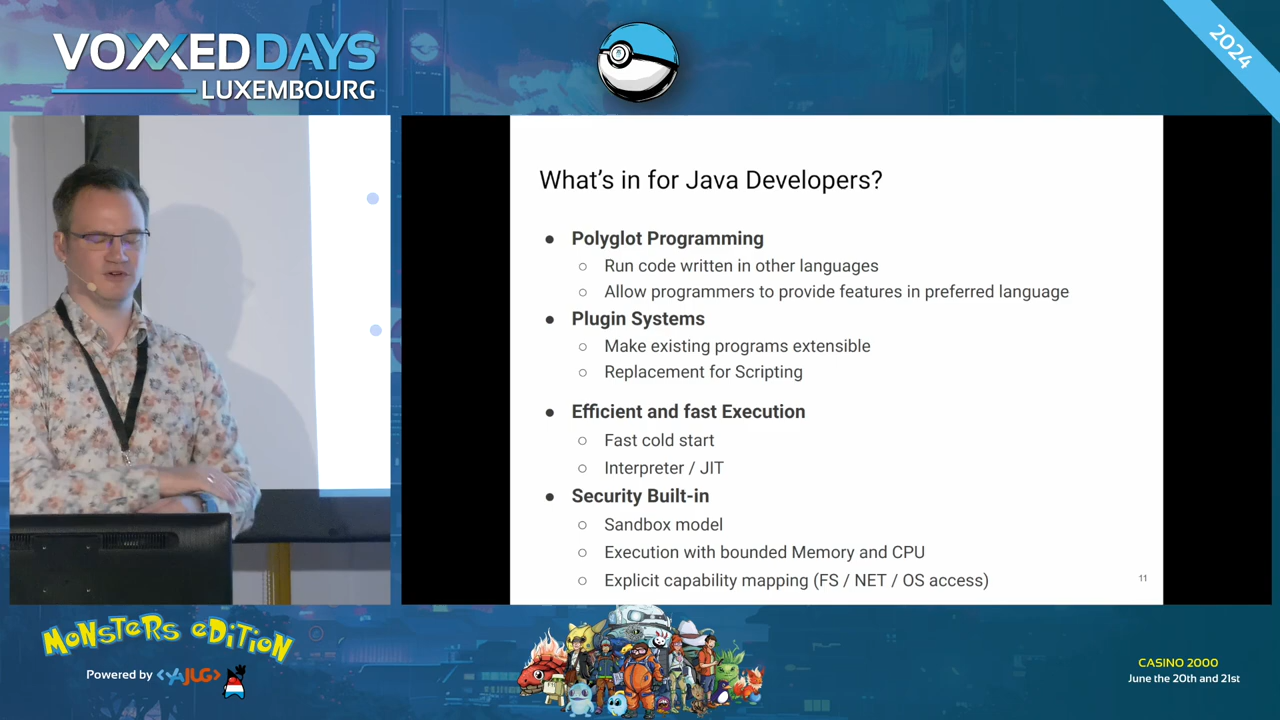 VOXXEDDAYS
LUXEMBOURG
2024
What's in for Java Developers?
● Polyglot Programming
○ Run code written in other languages
○ Allow programmers to provide features in preferred language
● Plugin Systems
○ Make existing programs extensible
○ Replacement for Scripting
● Efficient and fast Execution
○ Fast cold start
○ Interpreter / JIT
● Security Built-in
○ Sandbox model
○ Execution with bounded Memory and CPU
○ Explicit capability mapping (FS / NET / OS access)
11
MONSTERS EDITION
Powered by <YAJUG>
CASINO 2000
June the 20th and 21st